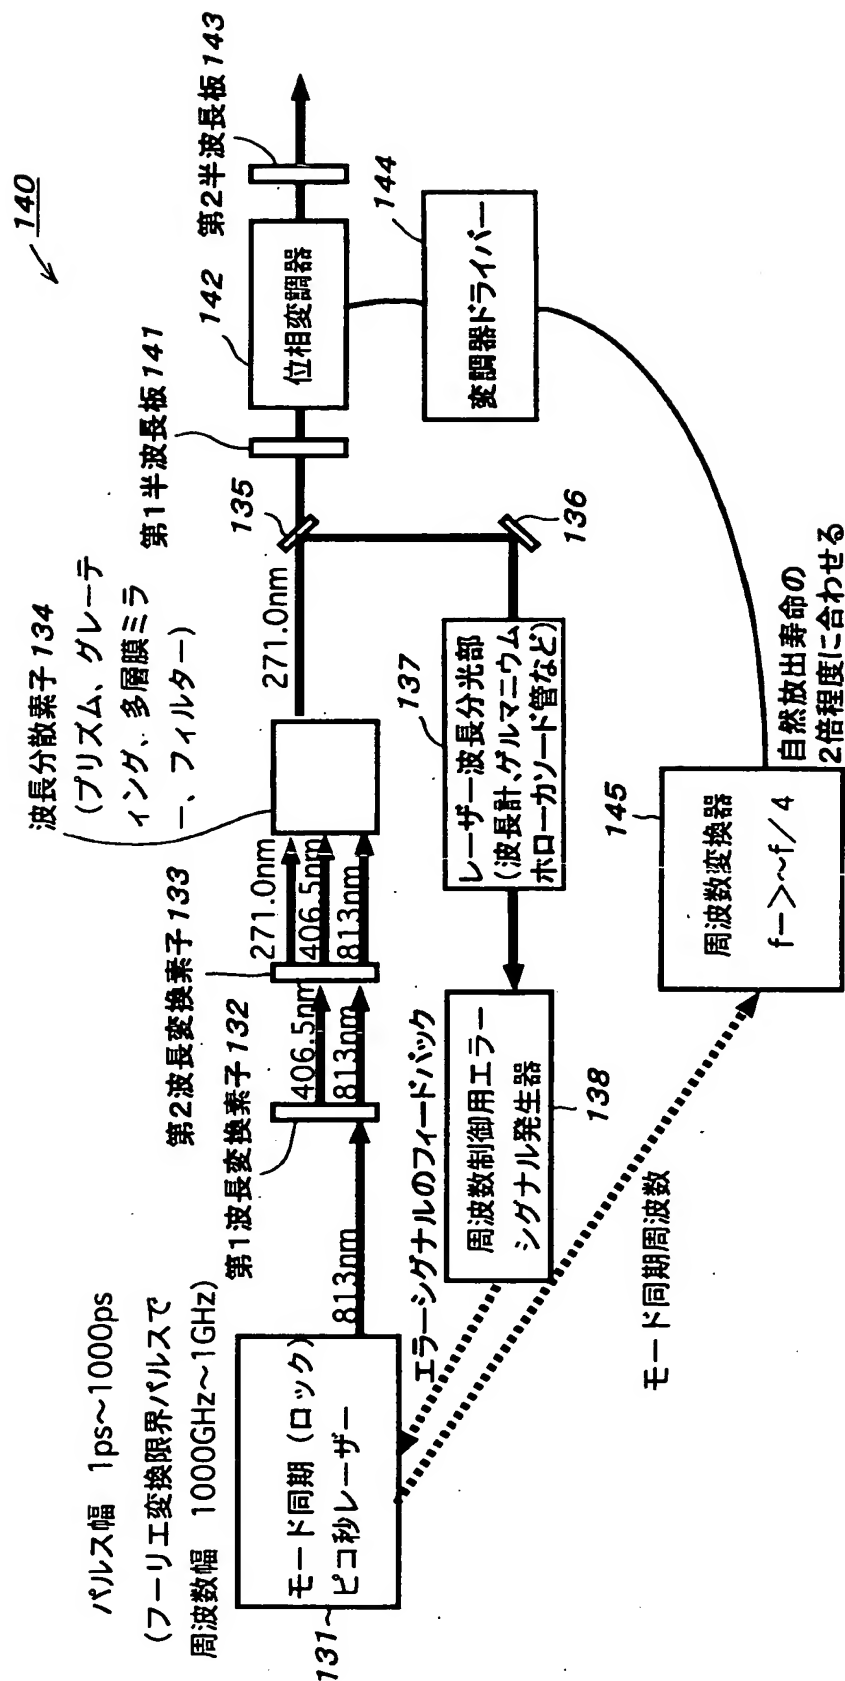 140
パルス幅 1ps～1000ps
(フーリエ変換限界パルスで
周波数幅 1000GHz～1GHz)
モード同期(ロック)
ピコ秒レーザー
131
813nm
第1波長変換素子132
406.5nm
813nm
第2波長変換素子133
271.0nm
406.5nm
813nm
波長分散素子134
(プリズム、グレーテ
ィング、多層膜ミラ
ー、フィルター)
271.0nm
135
136
第1半波長板141
142
位相変調器
第2半波長板143
144
変調器ドライバー
137
レーザー波長分光部
(波長計、ゲルマニウム
ホローカソード管など)
エラーシグナルのフィードバック
周波数制御用エラー
シグナル発生器
138
モード同期周波数
145
周波数変換器
f－＞～f/4
自然放出寿命の
2倍程度に合わせる